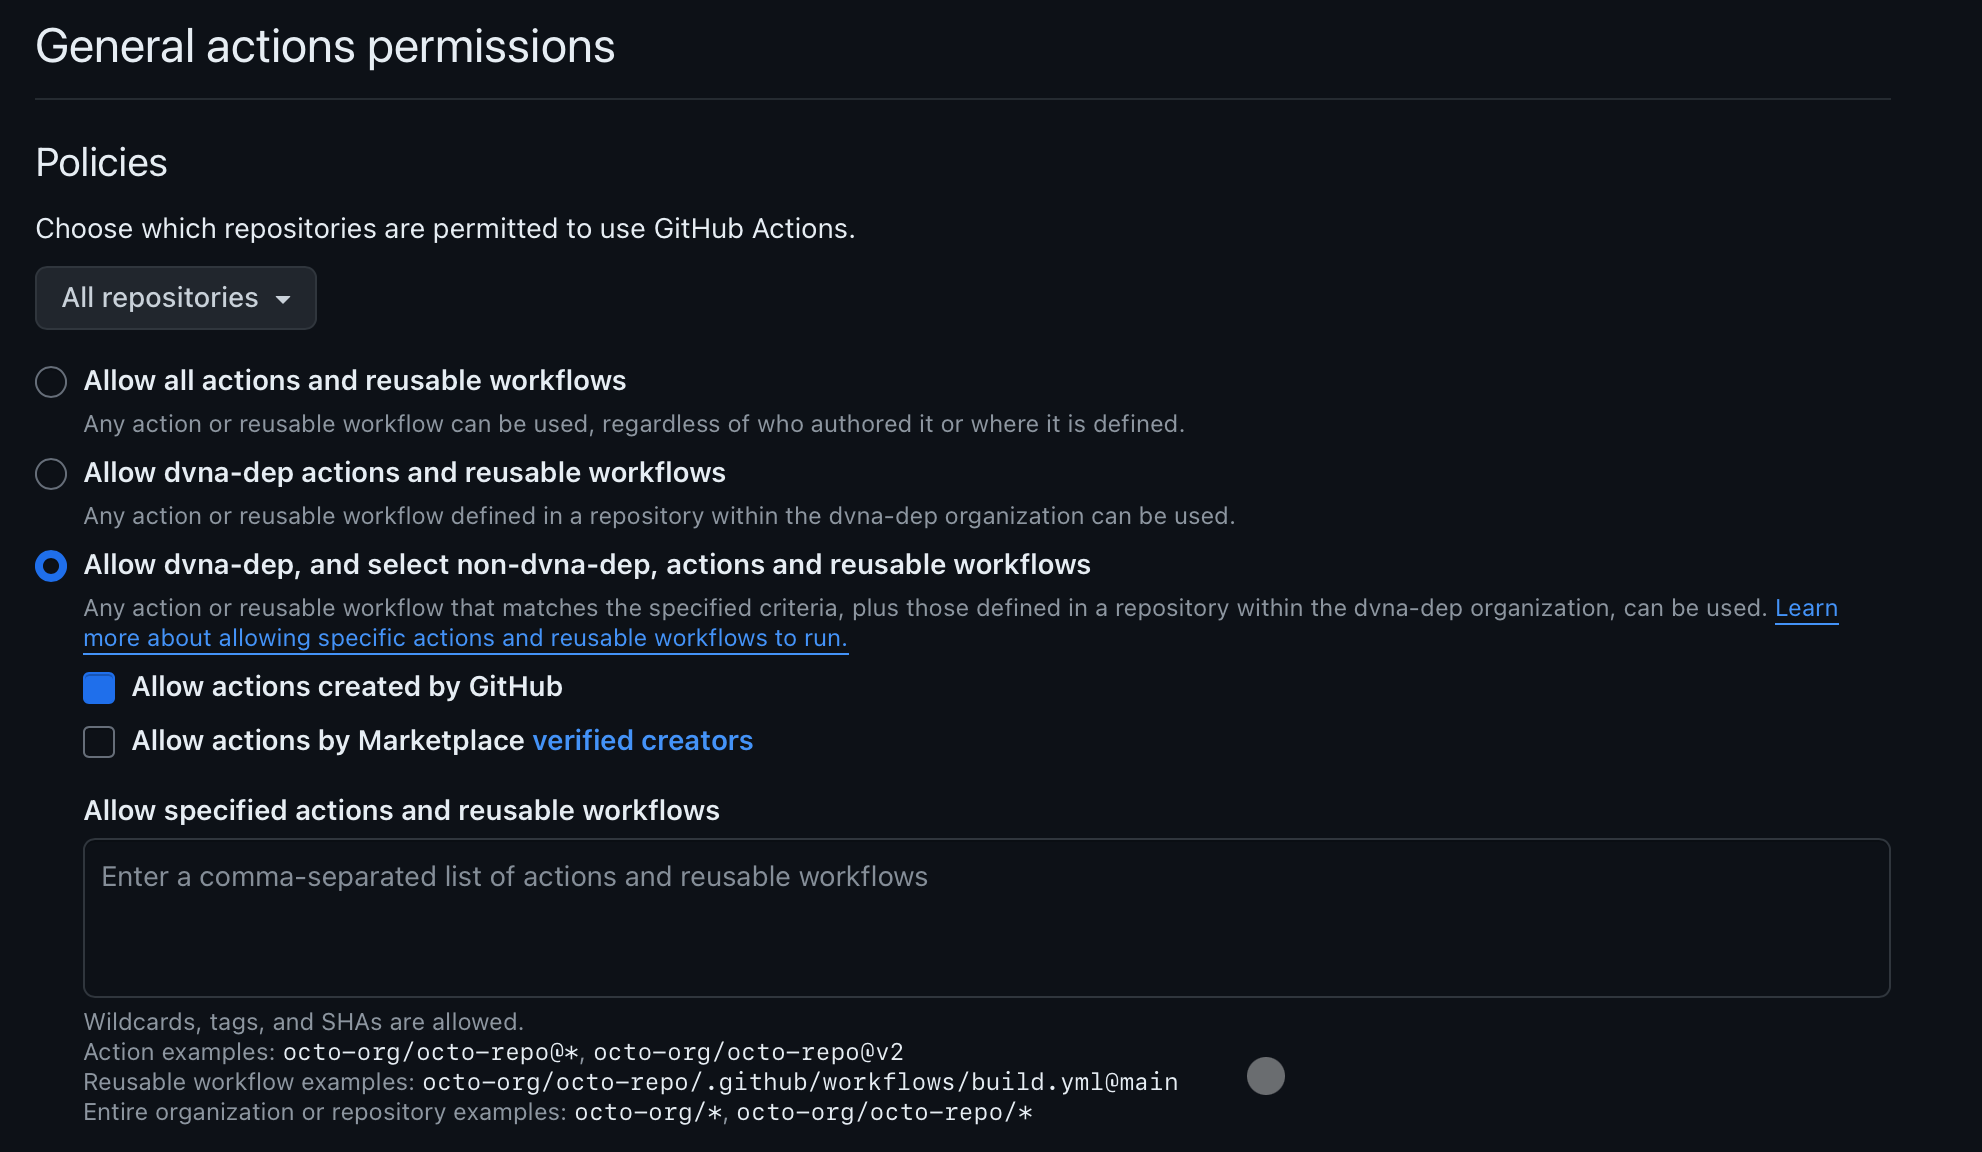 General actions permissions
Policies
Choose which repositories are permitted to use GitHub Actions.
All repositories
Allow all actions and reusable workflows
Any action or reusable workflow can be used, regardless of who authored it or where it is defined.
Allow dvna-dep actions and reusable workflows
Any action or reusable workflow defined in a repository within the dvna-dep organization can be used.
Allow dvna-dep, and select non-dvna-dep, actions and reusable workflows
Any action or reusable workflow that matches the specified criteria, plus those defined in a repository within the dvna-dep organization, can be used. Learn
more about allowing specific actions and reusable workflows to run.
Allow actions created by GitHub
Allow actions by Marketplace verified creators
Allow specified actions and reusable workflows
Enter a comma-separated list of actions and reusable workflows
Wildcards, tags, and SHAs are allowed.
Action examples: octo-org/octo-repo@*, octo-org/octo-repo@v2
Reusable workflow examples: octo-org/octo-repo/.github/workflows/build.yml@main
Entire organization or repository examples: octo-org/*, octo-org/octo-repo/*